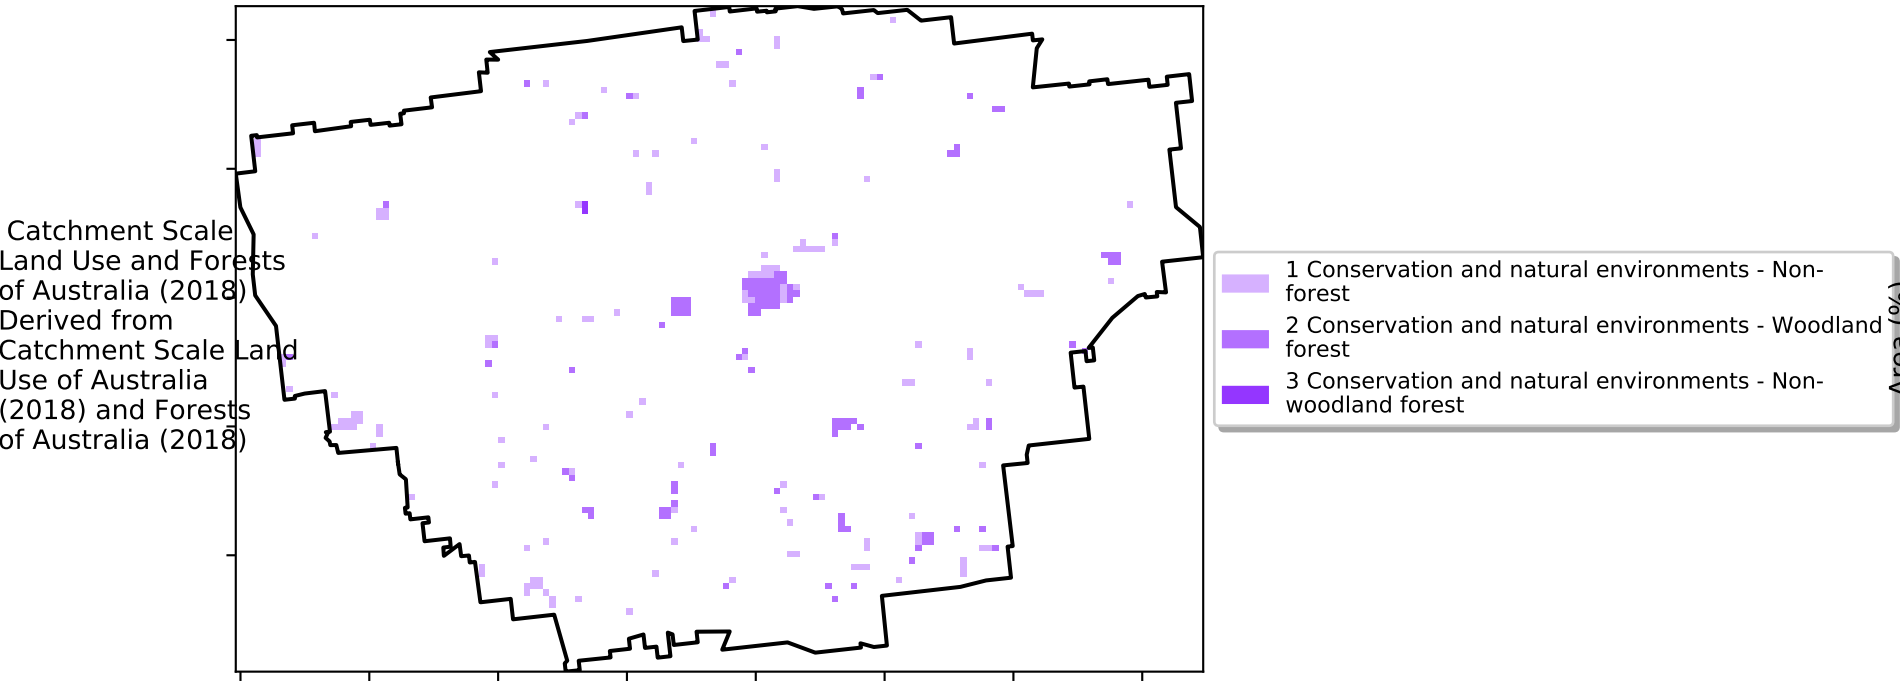 Catchment Scale
Land Use and Forests
of Australia (2018)
Derived from
Catchment Scale Land
Use of Australia
(2018) and Forests
of Australia (2018)
1 Conservation and natural environments - Non-
forest
2 Conservation and natural environments - Woodland
forest
3 Conservation and natural environments - Non-
woodland forest